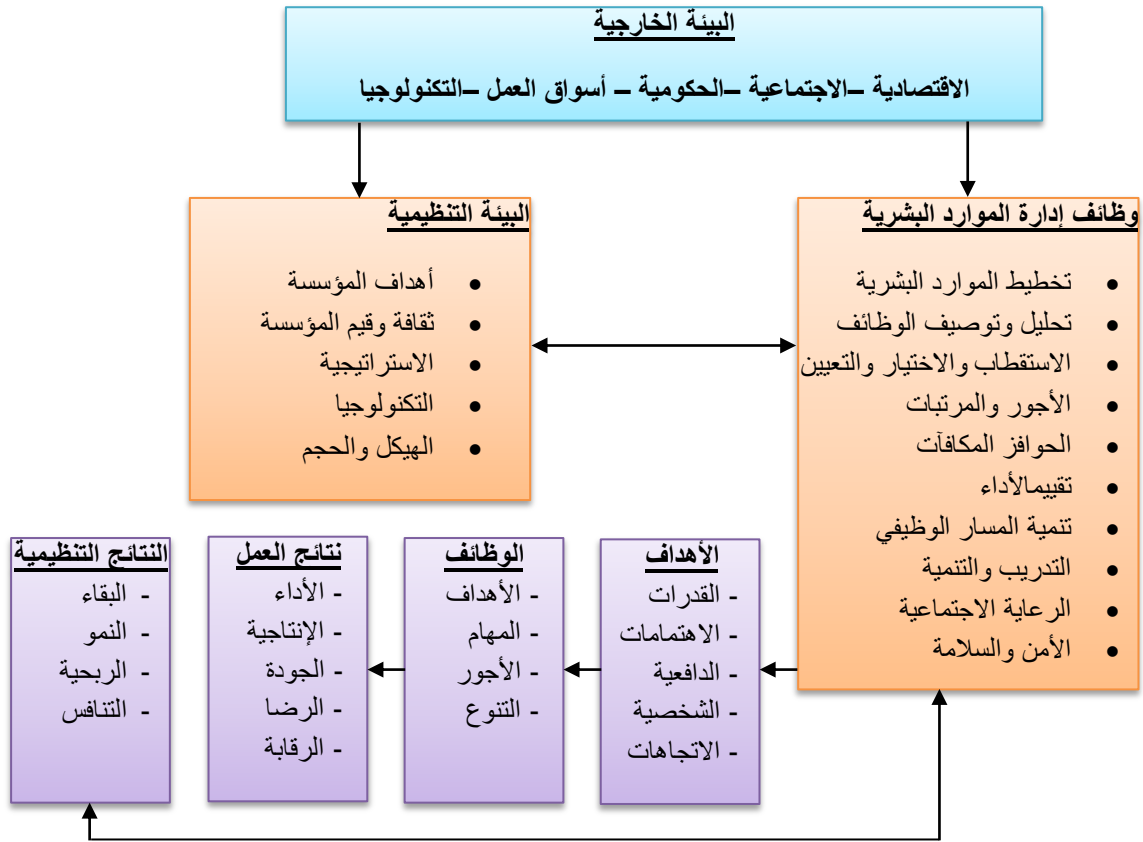 البيئة الخارجية
الاقتصادية –الاجتماعية –الحكومية – أسواق العمل –التكنولوجيا
وظائف إدارة الموارد البشرية
• تخطيط الموارد البشرية
• تحليل وتوصيف الوظائف
• الاستقطاب والاختيار والتعيين
• الأجور والمرتبات
• الحوافز المكافآت
• تقييمالأداء
• تنمية المسار الوظيفي
• التدريب والتنمية
• الرعاية الاجتماعية
• الأمن والسلامة
البيئة التنظيمية
• أهداف المؤسسة
• ثقافة وقيم المؤسسة
• الاستراتيجية
• التكنولوجيا
• الهيكل والحجم
الأهداف
- القدرات
- الاهتمامات
- الدافعية
- الشخصية
- الاتجاهات
الوظائف
- الأهداف
- المهام
- الأجور
- التنوع
نتائج العمل
- الأداء
- الإنتاجية
- الجودة
- الرضا
- الرقابة
النتائج التنظيمية
- البقاء
- النمو
- الربحية
- التنافس